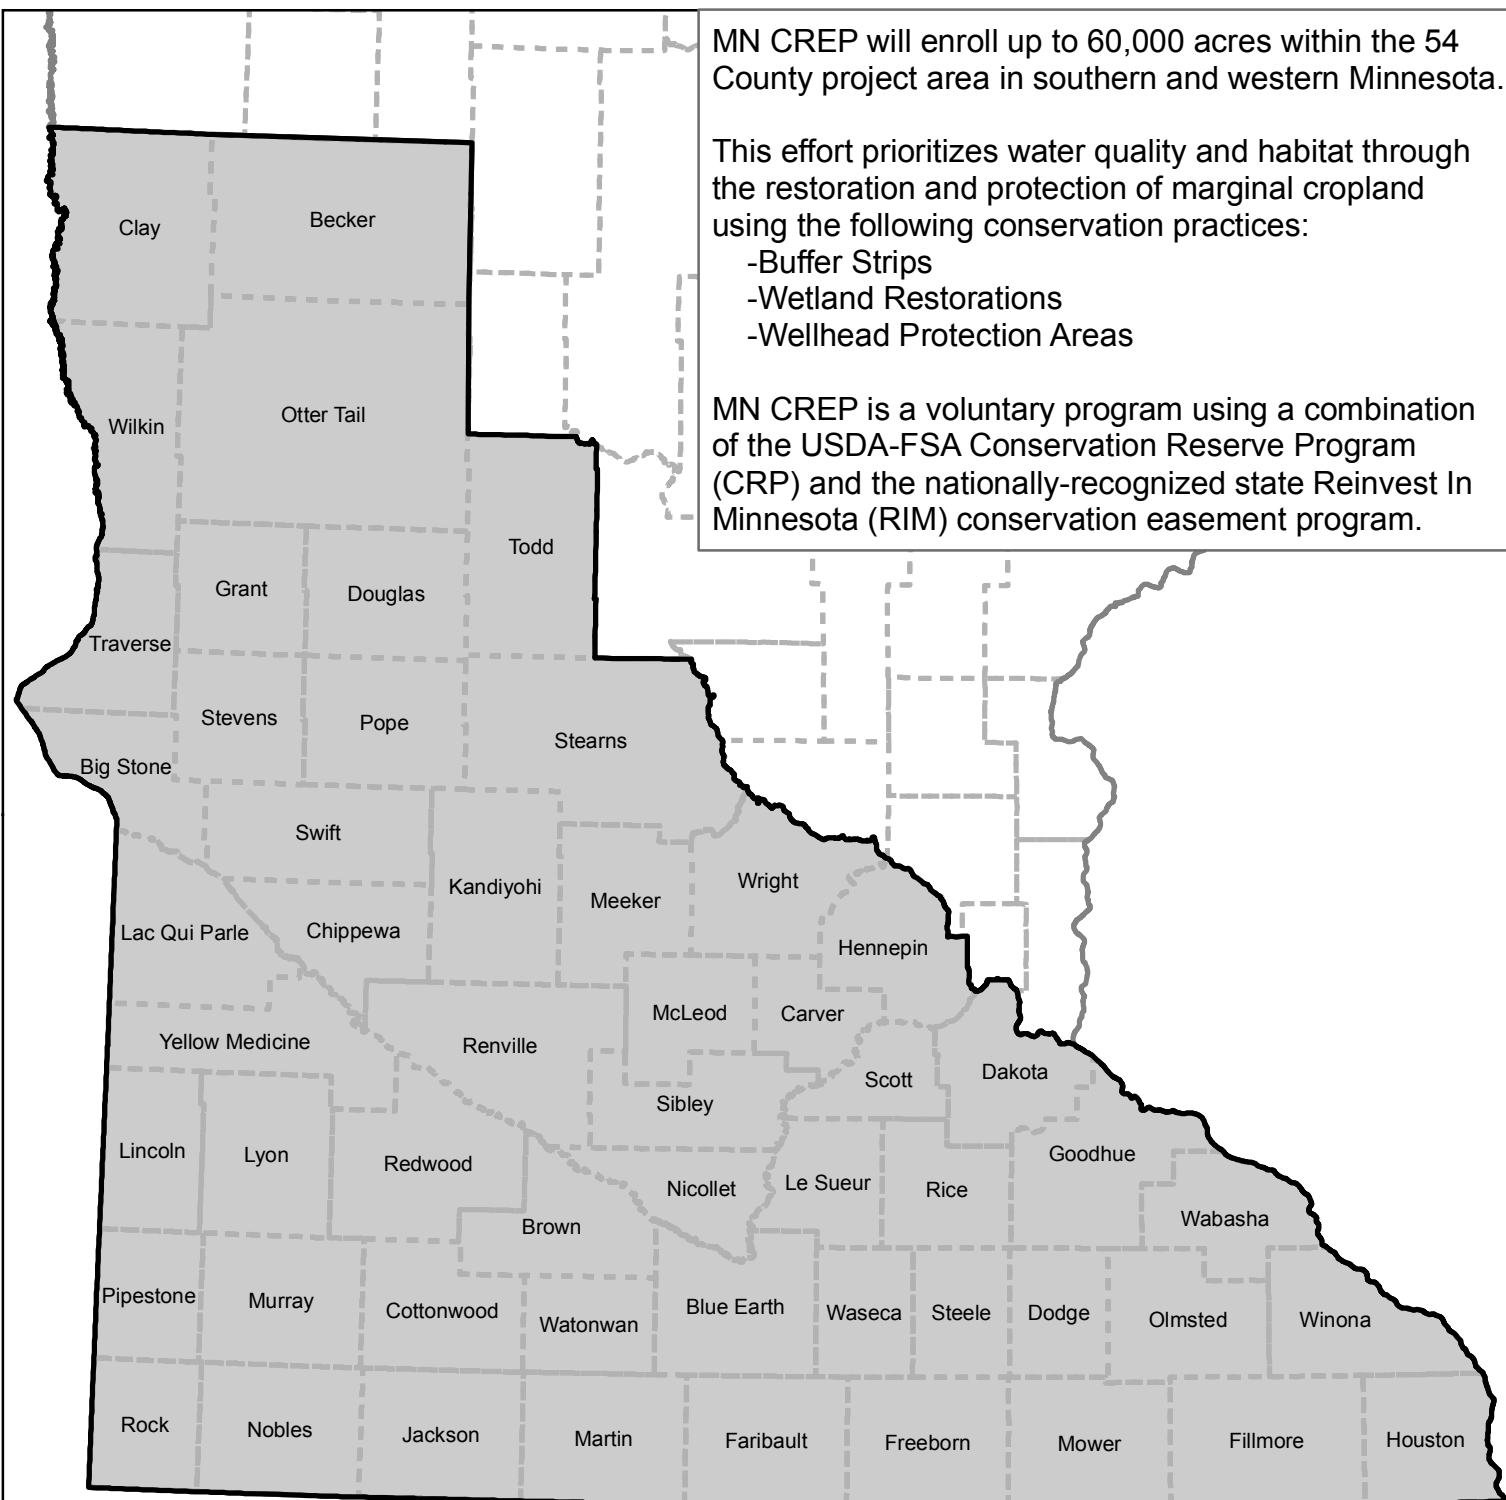 MN CREP will enroll up to 60,000 acres within the 54
County project area in southern and western Minnesota.
This effort prioritizes water quality and habitat through
the restoration and protection of marginal cropland
using the following conservation practices:
-Buffer Strips
-Wetland Restorations
-Wellhead Protection Areas
MN CREP is a voluntary program using a combination
of the USDA-FSA Conservation Reserve Program
(CRP) and the nationally-recognized state Reinvest In
Minnesota (RIM) conservation easement program.
Clay
Becker
Wilkin
Otter Tail
Todd
Grant
Douglas
Traverse
Stevens
Pope
Stearns
Big Stone
Swift
Kandiyohi
Meeker
Wright
Lac Qui Parle
Chippewa
Hennepin
McLeod
Carver
Yellow Medicine
Renville
Scott
Dakota
Sibley
Lincoln
Lyon
Redwood
Nicollet
Le Sueur
Rice
Goodhue
Brown
Wabasha
Pipestone
Murray
Cottonwood
Watonwan
Blue Earth
Waseca
Steele
Dodge
Olmsted
Winona
Rock
Nobles
Jackson
Martin
Faribault
Freeborn
Mower
Fillmore
Houston